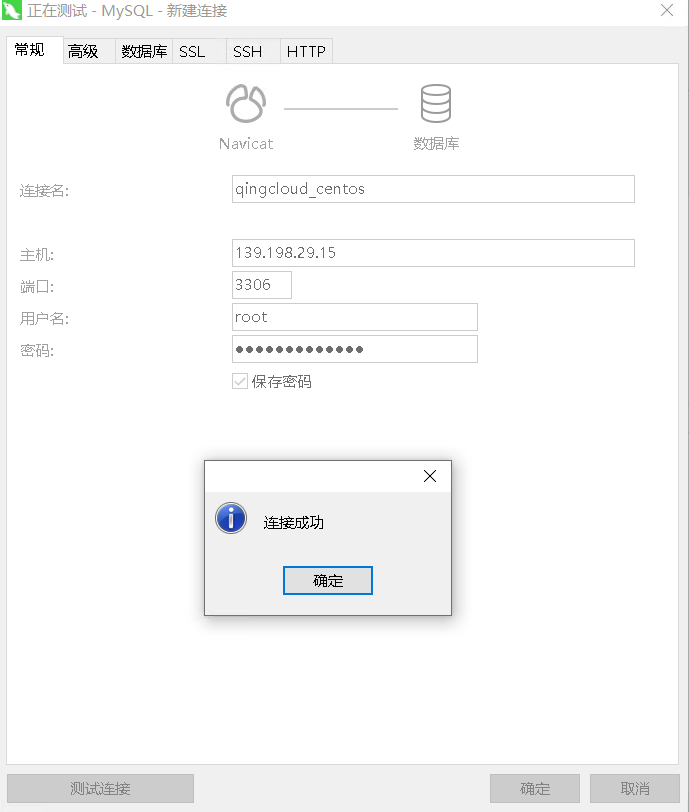 正在测试 - MySQL - 新建连接
常规 高级 数据库 SSL SSH HTTP
Navicat 数据库
连接名: qingcloud_centos
主机: 139.198.29.15
端口: 3306
用户名: root
密码: ●●●●●●●●●●●●●
保存密码
连接成功
确定
测试连接 确定 取消